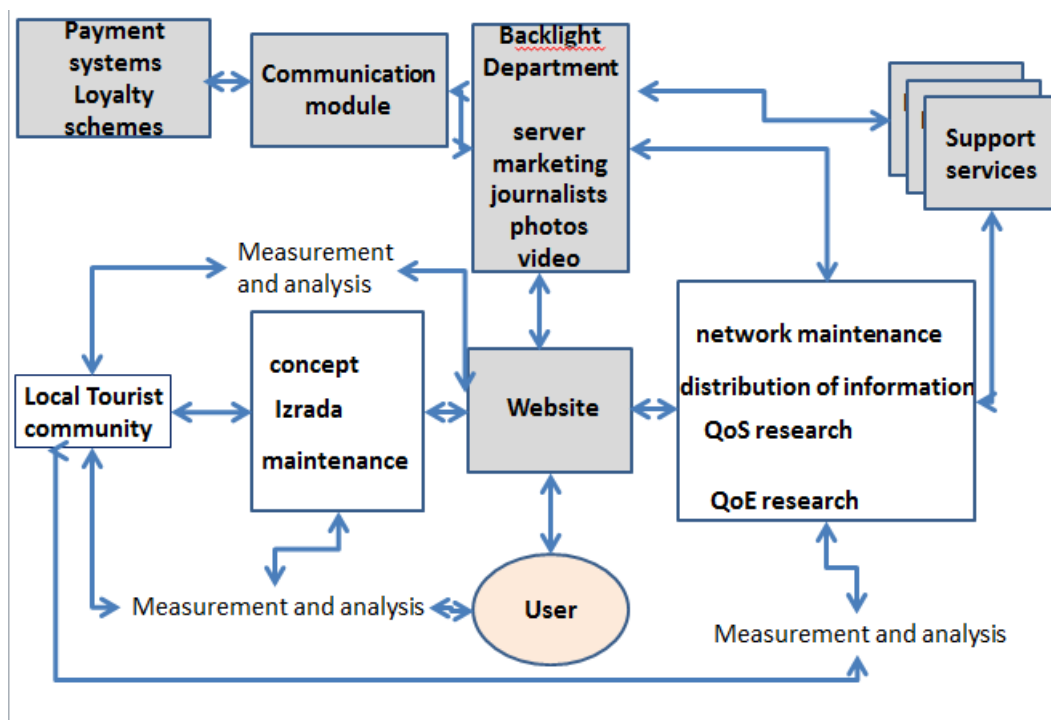 Payment
systems
Loyalty
schemes
Communication
module
Backlight
Department
server
marketing
journalists
photos
video
Support
services
Measurement
and analysis
concept
Izrada
maintenance
Local Tourist
community
Website
network maintenance
distribution of information
QoS research
QoE research
Measurement and analysis
User
Measurement and analysis